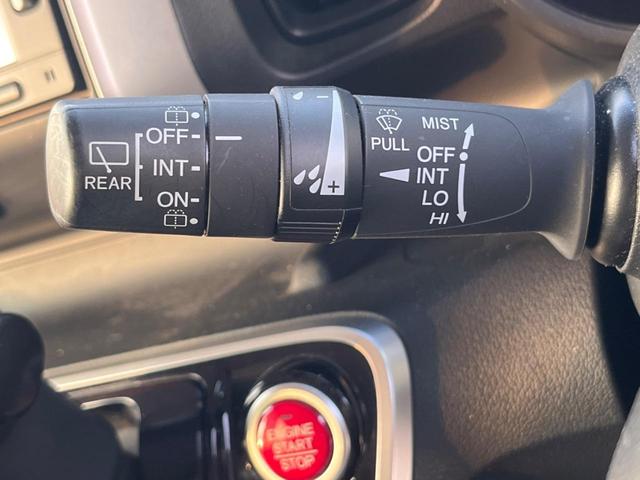 REAR
OFF
INT
ON
PULL
MIST
OFF
INT
LO
HI
ENGINE
START
STOP